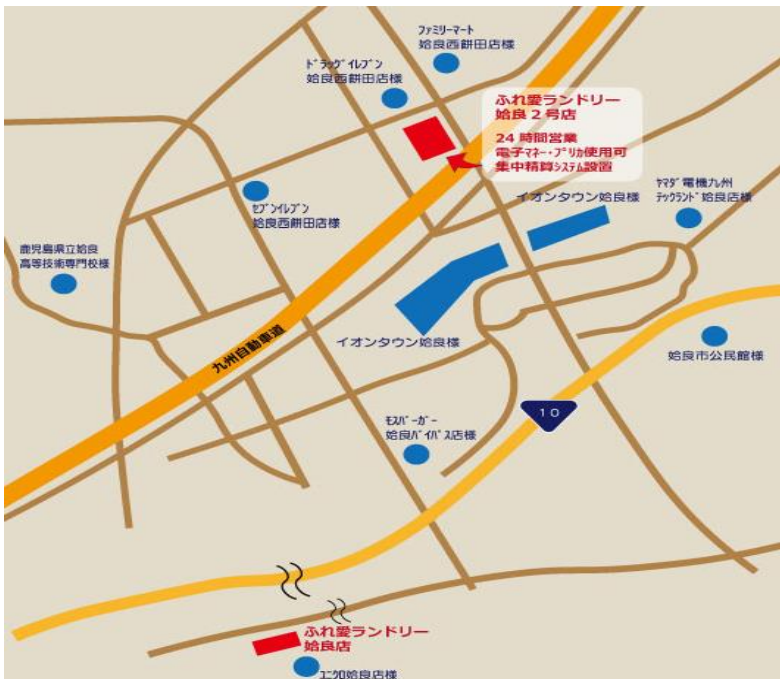 ファミリーマート
姶良西餅田店様
ﾄﾞﾗｯｸﾞｲﾚﾌﾞﾝ
姶良西餅田店様
ふれ愛ランドリー
姶良２号店
24 時間営業
電子ﾏﾈｰ・ﾌﾟﾘｶ使用可
集中精算ｼｽﾃﾑ設置
ﾔﾏﾀﾞ電機九州
ﾃｯｸﾗﾝﾄﾞ姶良店様
イオンタウン姶良様
ｾﾌﾞﾝｲﾚﾌﾞﾝ
姶良西餅田店様
鹿児島県立姶良
高等技術専門校様
九州自動車道
イオンタウン姶良様
姶良市公民館様
10
ﾓｽﾊﾞｰｶﾞｰ
姶良ﾊﾞｲﾊﾟｽ店様
ふれ愛ランドリー
姶良店
ﾕﾆｸﾛ姶良店様